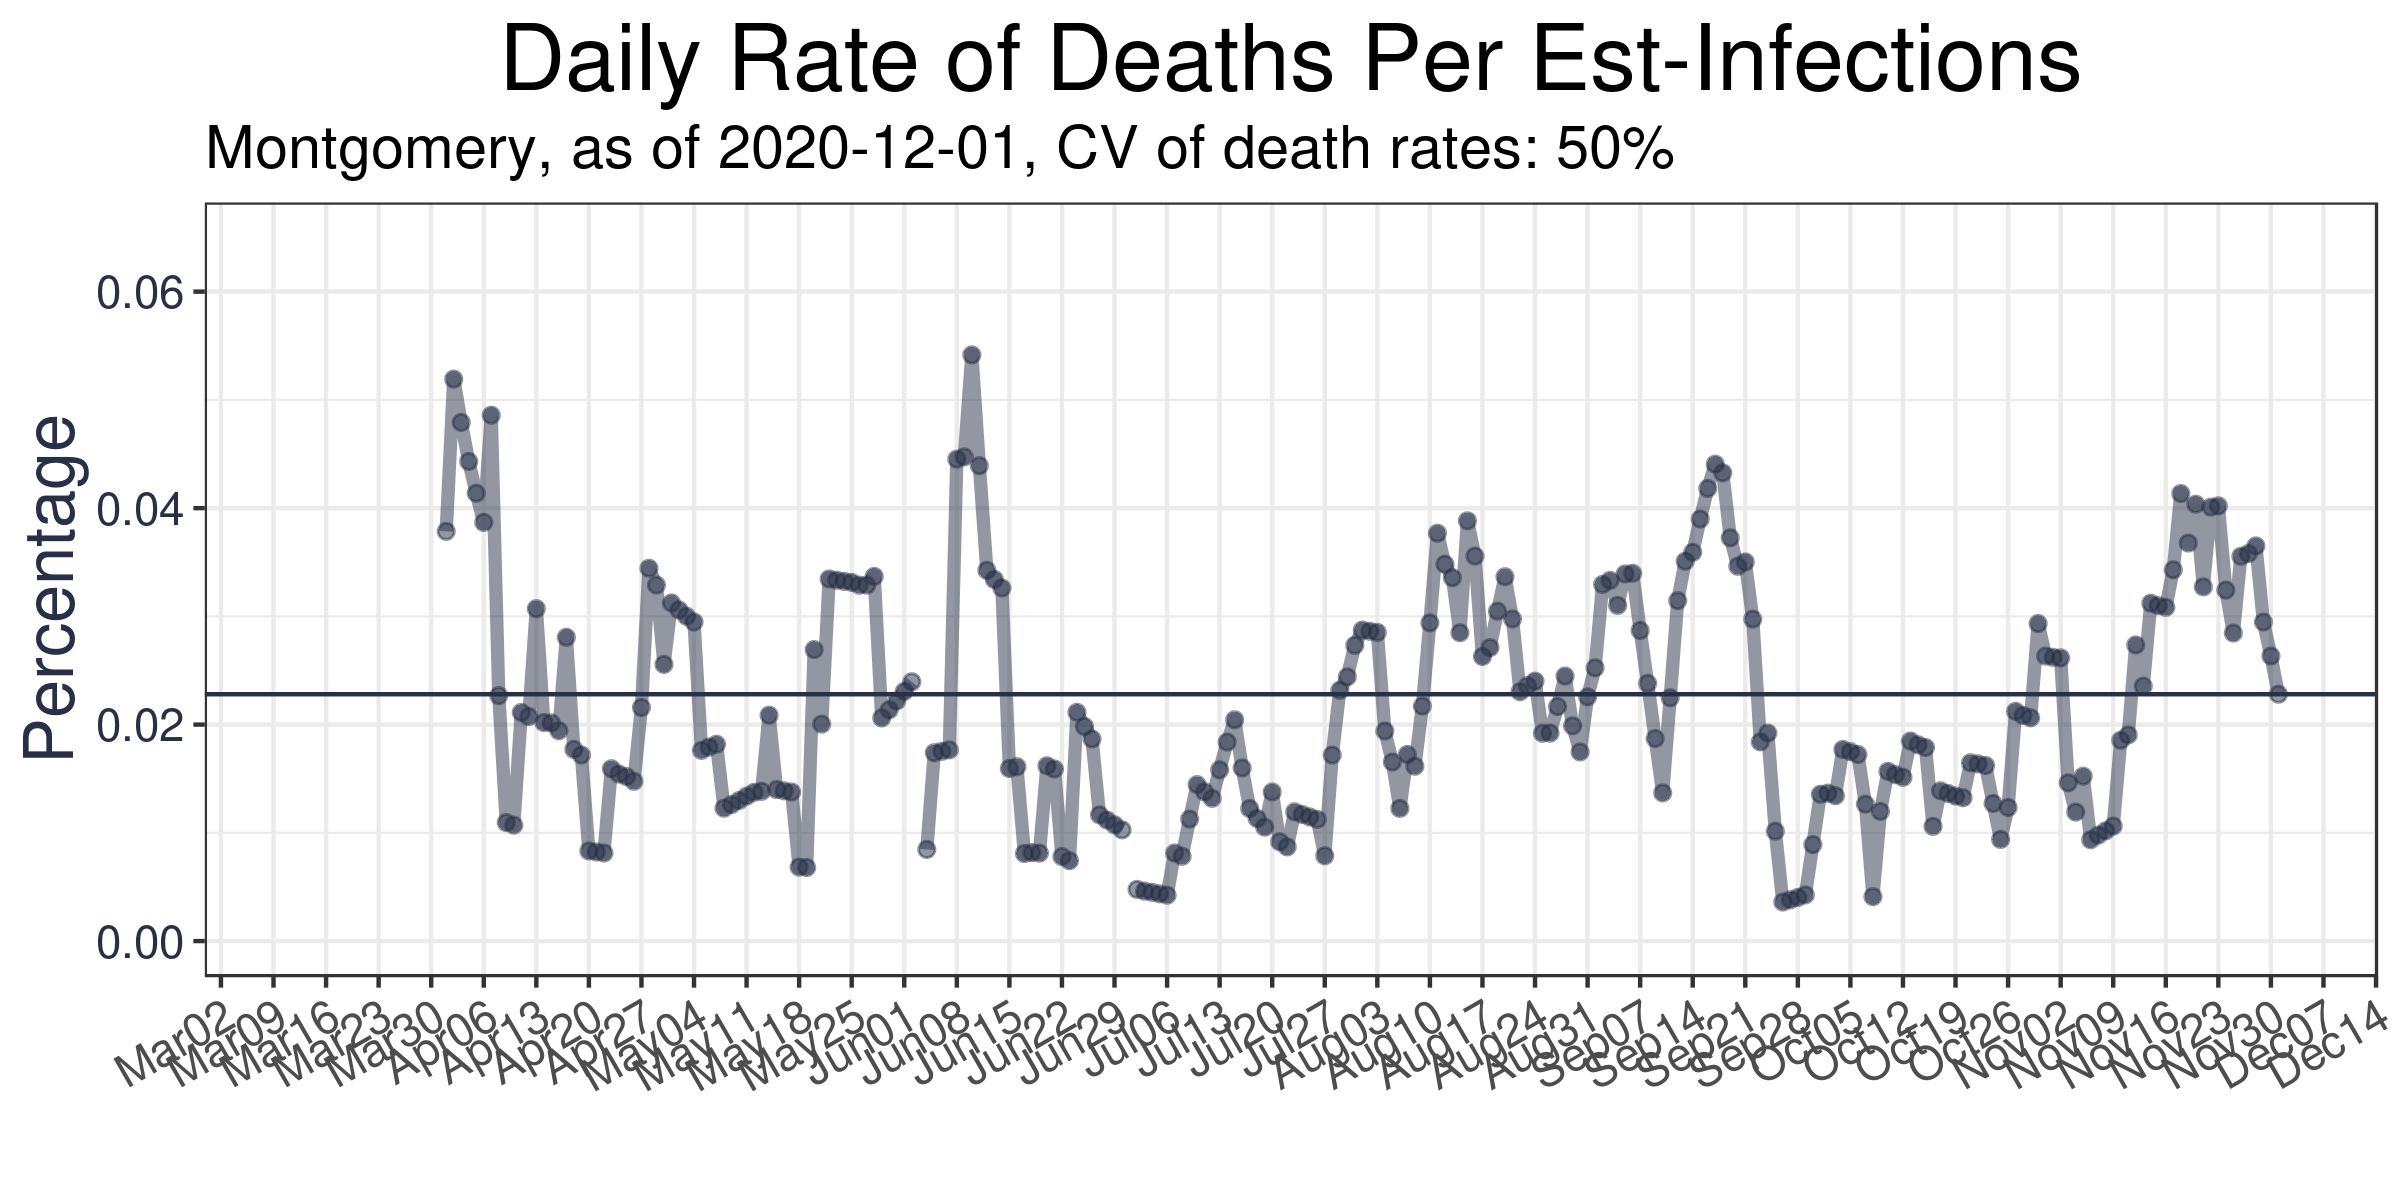 Daily Rate of Deaths Per Est-Infections
Montgomery, as of 2020-12-01, CV of death rates: 50%
Percentage
0.06
0.04
0.02
0.00
Mar02
Mar09
Mar16
Mar23
Mar30
Apr06
Apr13
Apr20
Apr27
May04
May11
May18
May25
Jun01
Jun08
Jun15
Jun22
Jun29
Jul06
Jul13
Jul20
Jul27
Aug03
Aug10
Aug17
Aug24
Aug31
Sep07
Sep14
Sep21
Sep28
Oct05
Oct12
Oct19
Oct26
Nov02
Nov09
Nov16
Nov23
Nov30
Dec07
Dec14